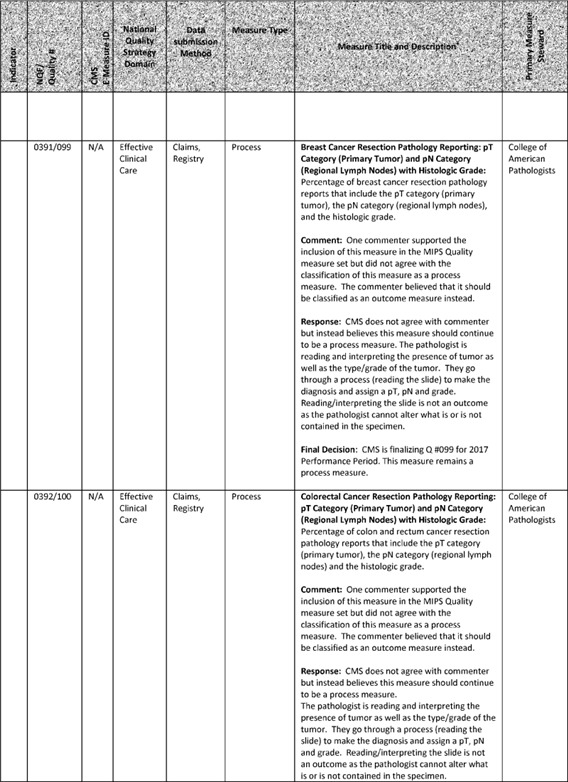 Indicator
NQF/
Quality #
CMS
E-Measure ID
National
Quality
Strategy
Domain
Data
submission
Method
Measure Type
Measure Title and Description
Primary Measure
Steward
0391/099
N/A
Effective
Clinical
Care
Claims,
Registry
Process
Breast Cancer Resection Pathology Reporting: pT
Category (Primary Tumor) and pN Category
(Regional Lymph Nodes) with Histologic Grade:
Percentage of breast cancer resection pathology
reports that include the pT category (primary
tumor), the pN category (regional lymph nodes),
and the histologic grade.
Comment: One commenter supported the
inclusion of this measure in the MIPS Quality
measure set but did not agree with the
classification of this measure as a process
measure. The commenter believed that it should
be classified as an outcome measure instead.
Response: CMS does not agree with commenter
but instead believes this measure should continue
to be a process measure. The pathologist is
reading and interpreting the presence of tumor as
well as the type/grade of the tumor. They go
through a process (reading the slide) to make the
diagnosis and assign a pT, pN and grade.
Reading/interpreting the slide is not an outcome
as the pathologist cannot alter what is or is not
contained in the specimen.
Final Decision: CMS is finalizing Q #099 for 2017
Performance Period. This measure remains a
process measure.
College of
American
Pathologists
0392/100
N/A
Effective
Clinical
Care
Claims,
Registry
Process
Colorectal Cancer Resection Pathology Reporting:
pT Category (Primary Tumor) and pN Category
(Regional Lymph Nodes) with Histologic Grade:
Percentage of colon and rectum cancer resection
pathology reports that include the pT category
(primary tumor), the pN category (regional lymph
nodes) and the histologic grade.
Comment: One commenter supported the
inclusion of this measure in the MIPS Quality
measure set but did not agree with the
classification of this measure as a process
measure. The commenter believed that it should
be classified as an outcome measure instead.
Response: CMS does not agree with commenter
but instead believes this measure should continue
to be a process measure.
The pathologist is reading and interpreting the
presence of tumor as well as the type/grade of the
tumor. They go through a process (reading the
slide) to make the diagnosis and assign a pT, pN
and grade. Reading/interpreting the slide is not
an outcome as the pathologist cannot alter what
is or is not contained in the specimen.
College of
American
Pathologists